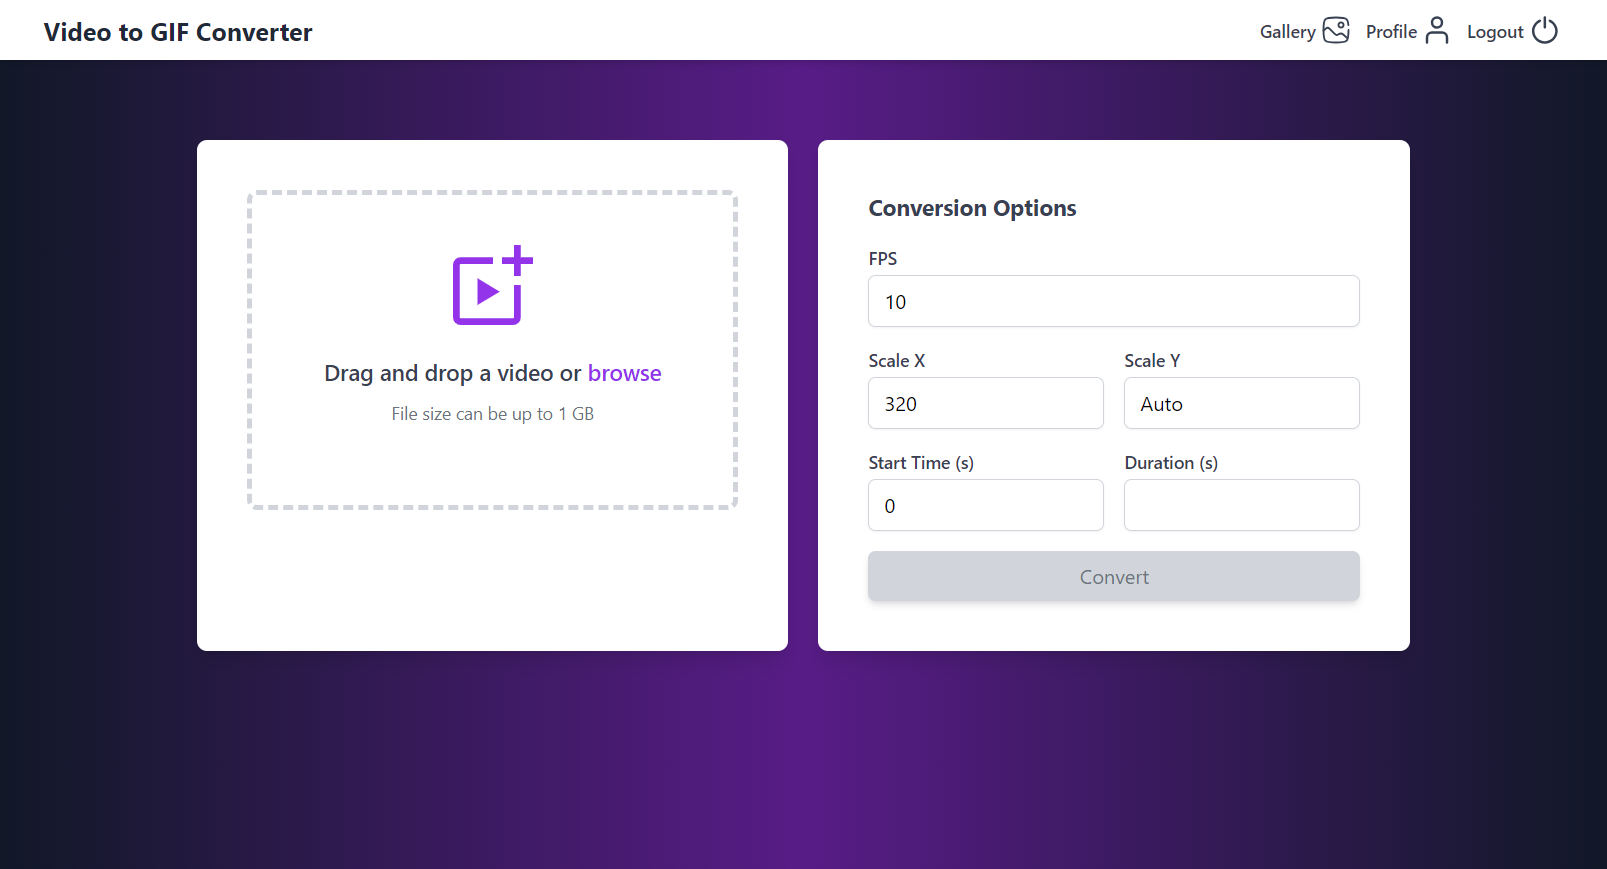 Video to GIF Converter
Gallery
Profile
Logout
Drag and drop a video or browse
File size can be up to 1 GB
Conversion Options
FPS
10
Scale X
Scale Y
320
Auto
Start Time (s)
Duration (s)
0
Convert